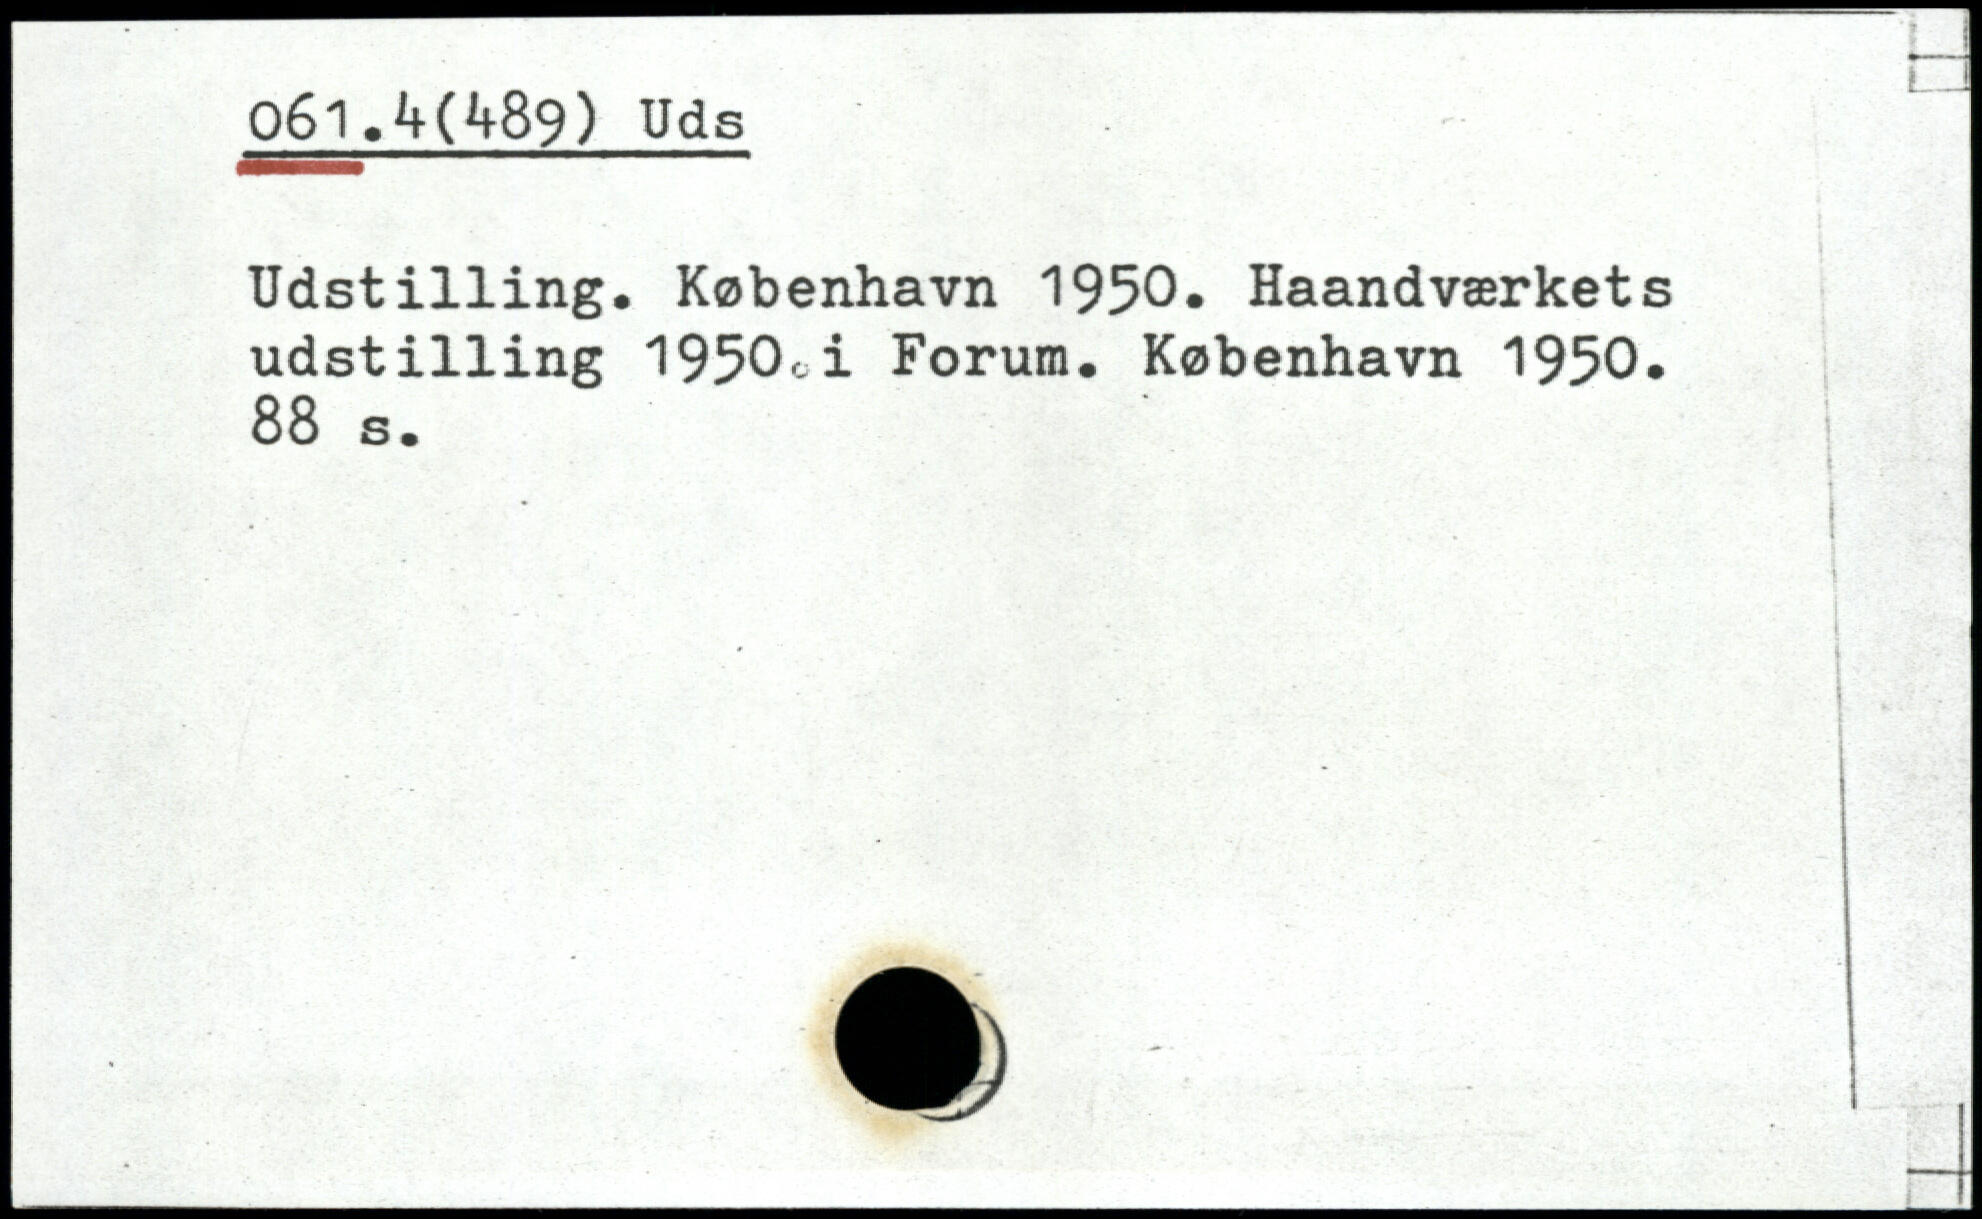 061.4(489) Uds
Udstilling. København 1950. Haandværkets
udstilling 1950 i Forum. København 1950.
88 s.